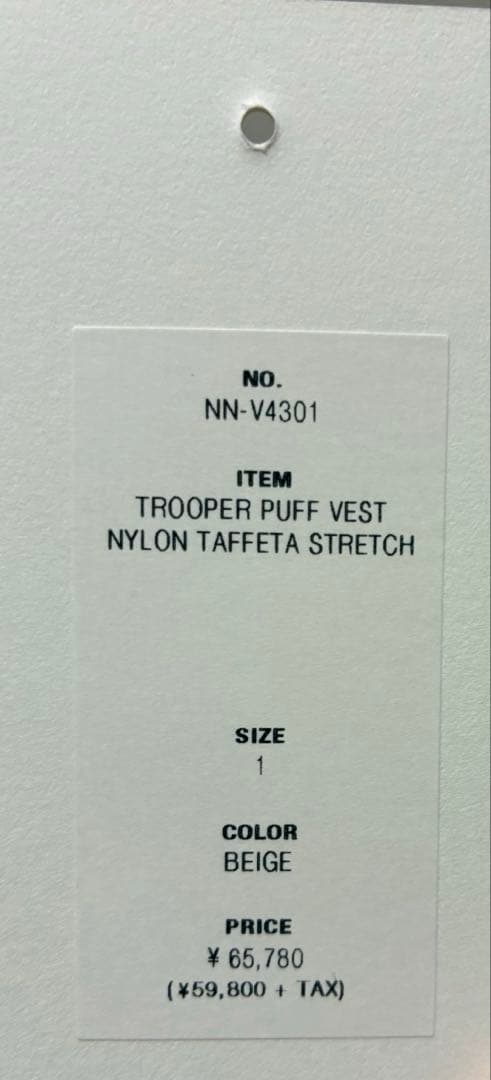 NO.
NN-V4301
ITEM
TROOPER PUFF VEST
NYLON TAFFETA STRETCH
SIZE
1
COLOR
BEIGE
PRICE
¥ 65,780
(¥59,800 + TAX)